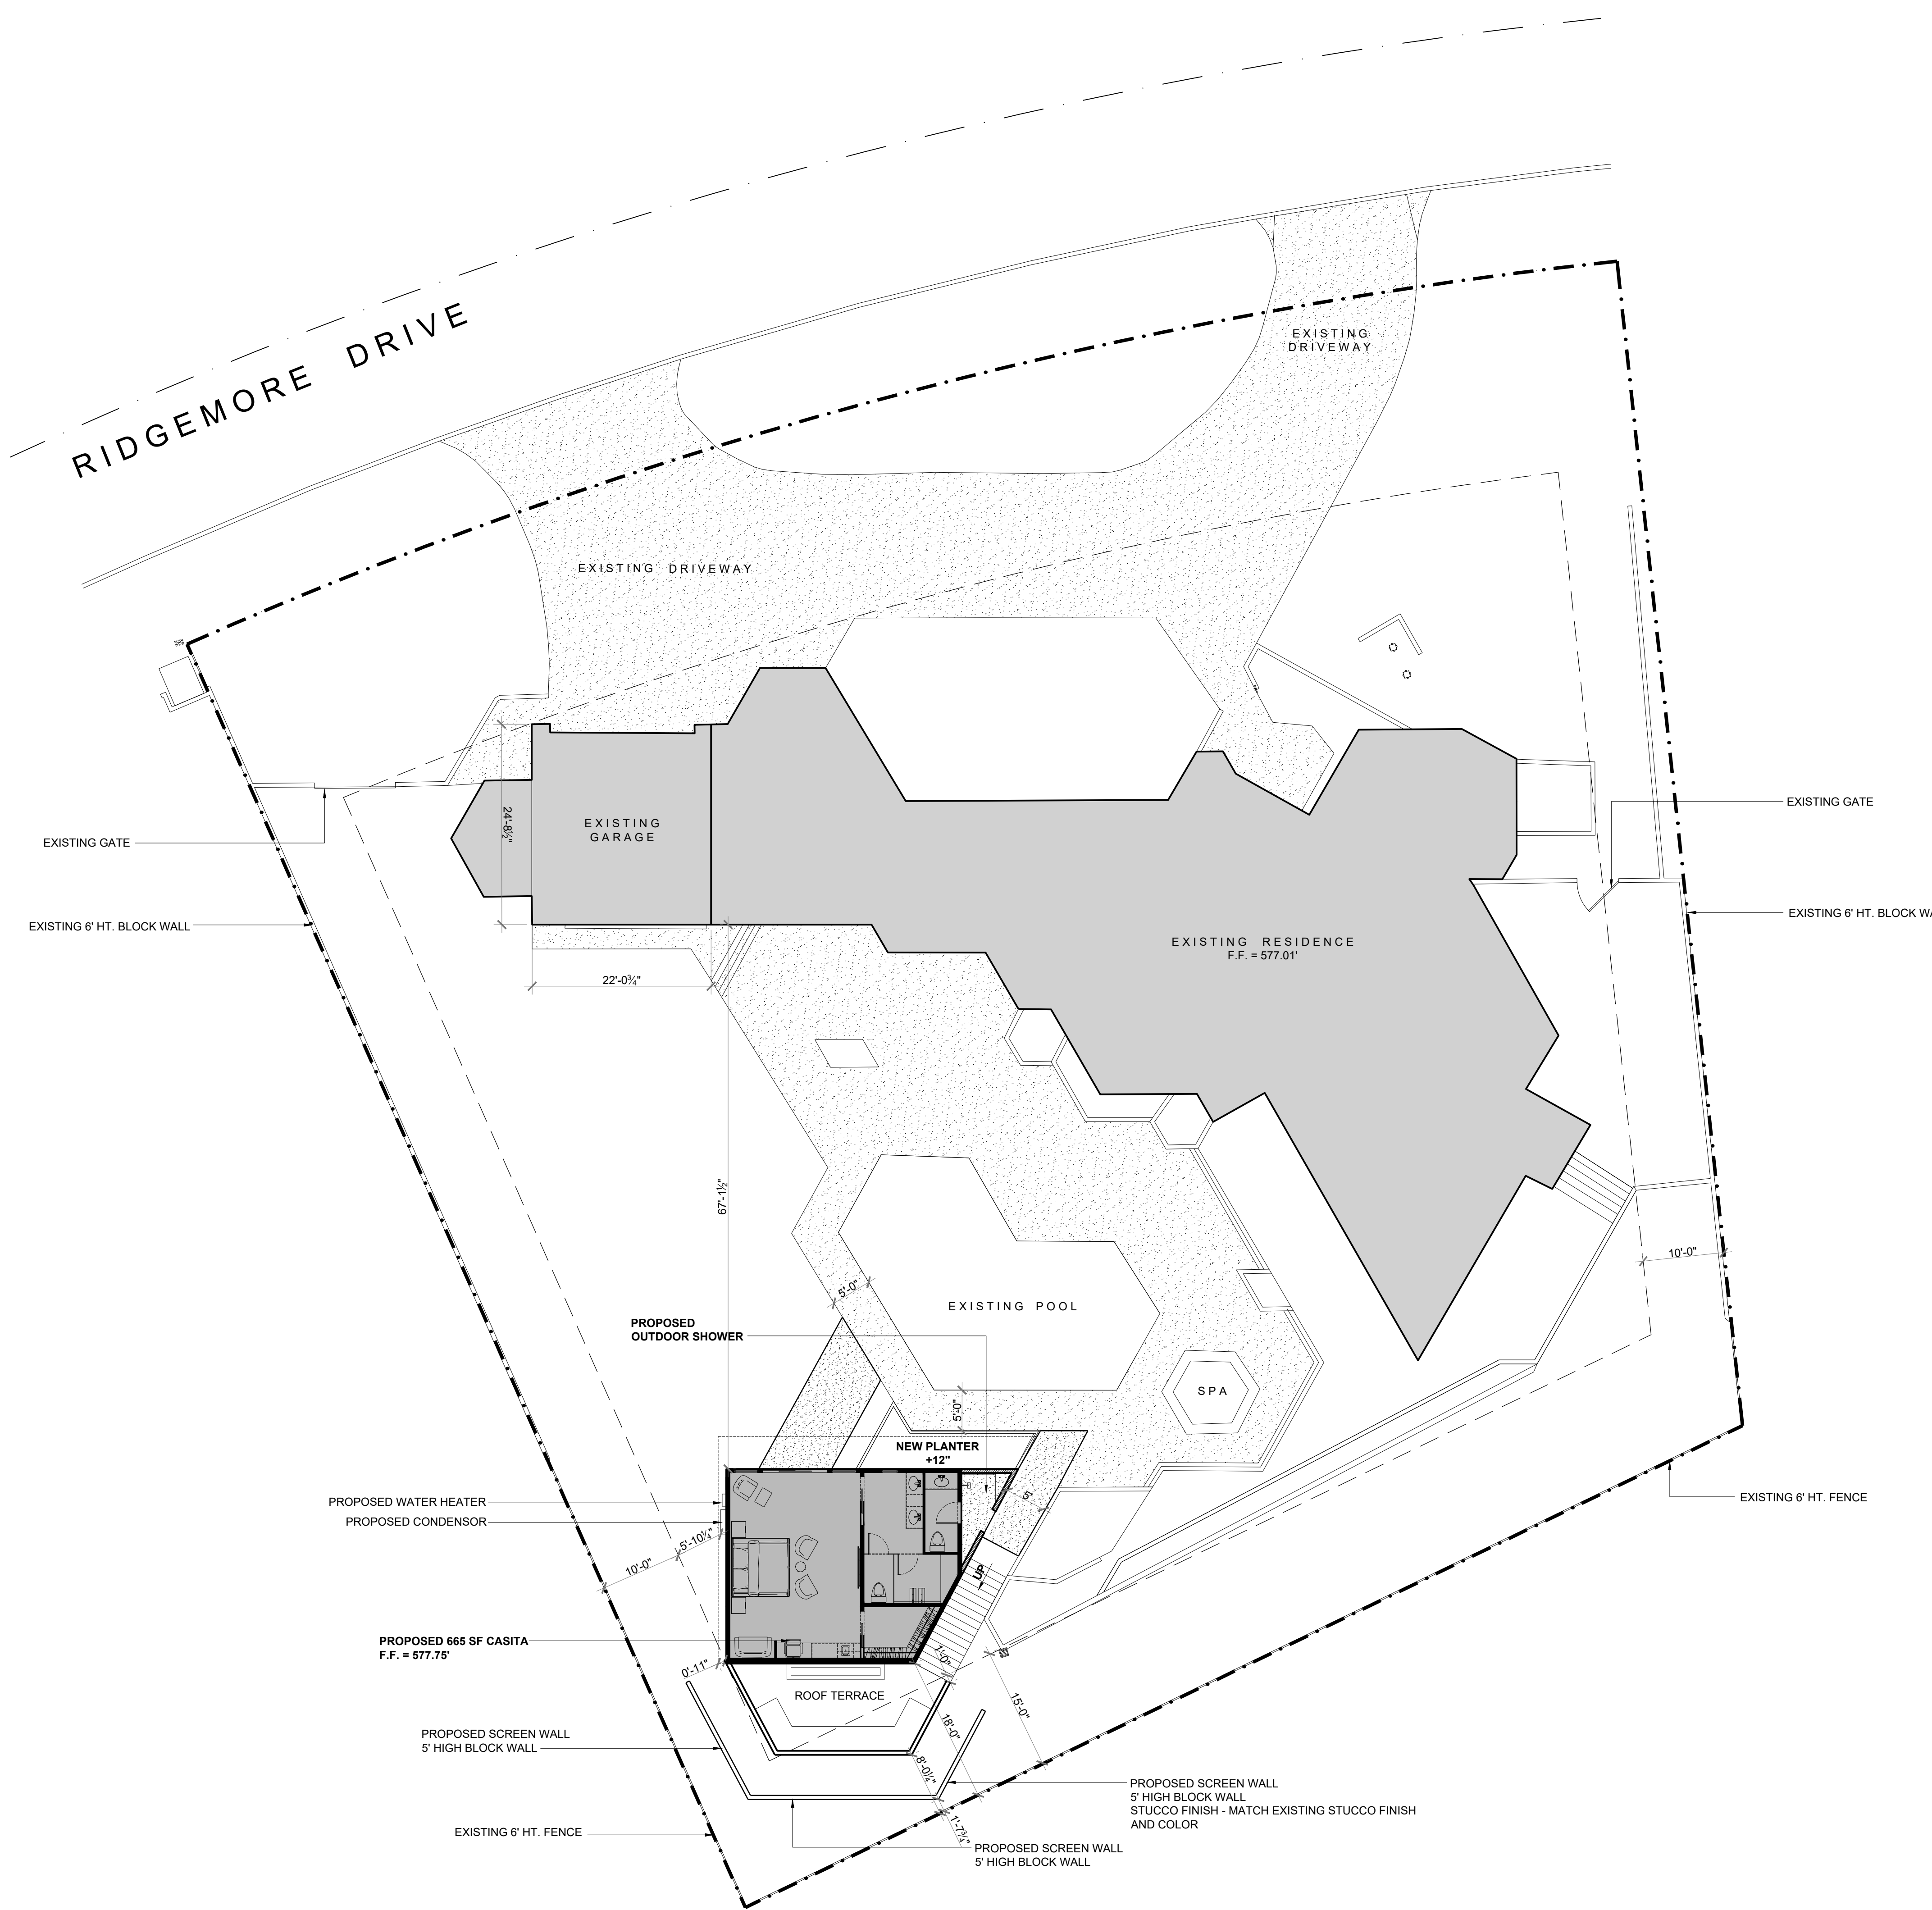 RIDGEMORE DRIVE
EXISTING
DRIVEWAY
EXISTING DRIVEWAY
EXISTING GATE
24'-8½"
EXISTING
GARAGE
EXISTING GATE
EXISTING 6' HT. BLOCK WALL
EXISTING 6' HT. BLOCK
EXISTING RESIDENCE
F.F. = 577.01'
22'-0¾"
67'-1½"
10'-0"
5'-0"
EXISTING POOL
PROPOSED
OUTDOOR SHOWER
SPA
5'-0"
NEW PLANTER
+12"
PROPOSED WATER HEATER
PROPOSED CONDENSOR
5'
EXISTING 6' HT. FENCE
5'-10¼"
10'-0"
UP
PROPOSED 665 SF CASITA
F.F. = 577.75'
1'-0"
0'-11"
ROOF TERRACE
15'-0"
18'-0"
PROPOSED SCREEN WALL
5' HIGH BLOCK WALL
8'-0¼"
PROPOSED SCREEN WALL
5' HIGH BLOCK WALL
STUCCO FINISH - MATCH EXISTING STUCCO FINISH
AND COLOR
EXISTING 6' HT. FENCE
1'-7¾"
PROPOSED SCREEN WALL
5' HIGH BLOCK WALL